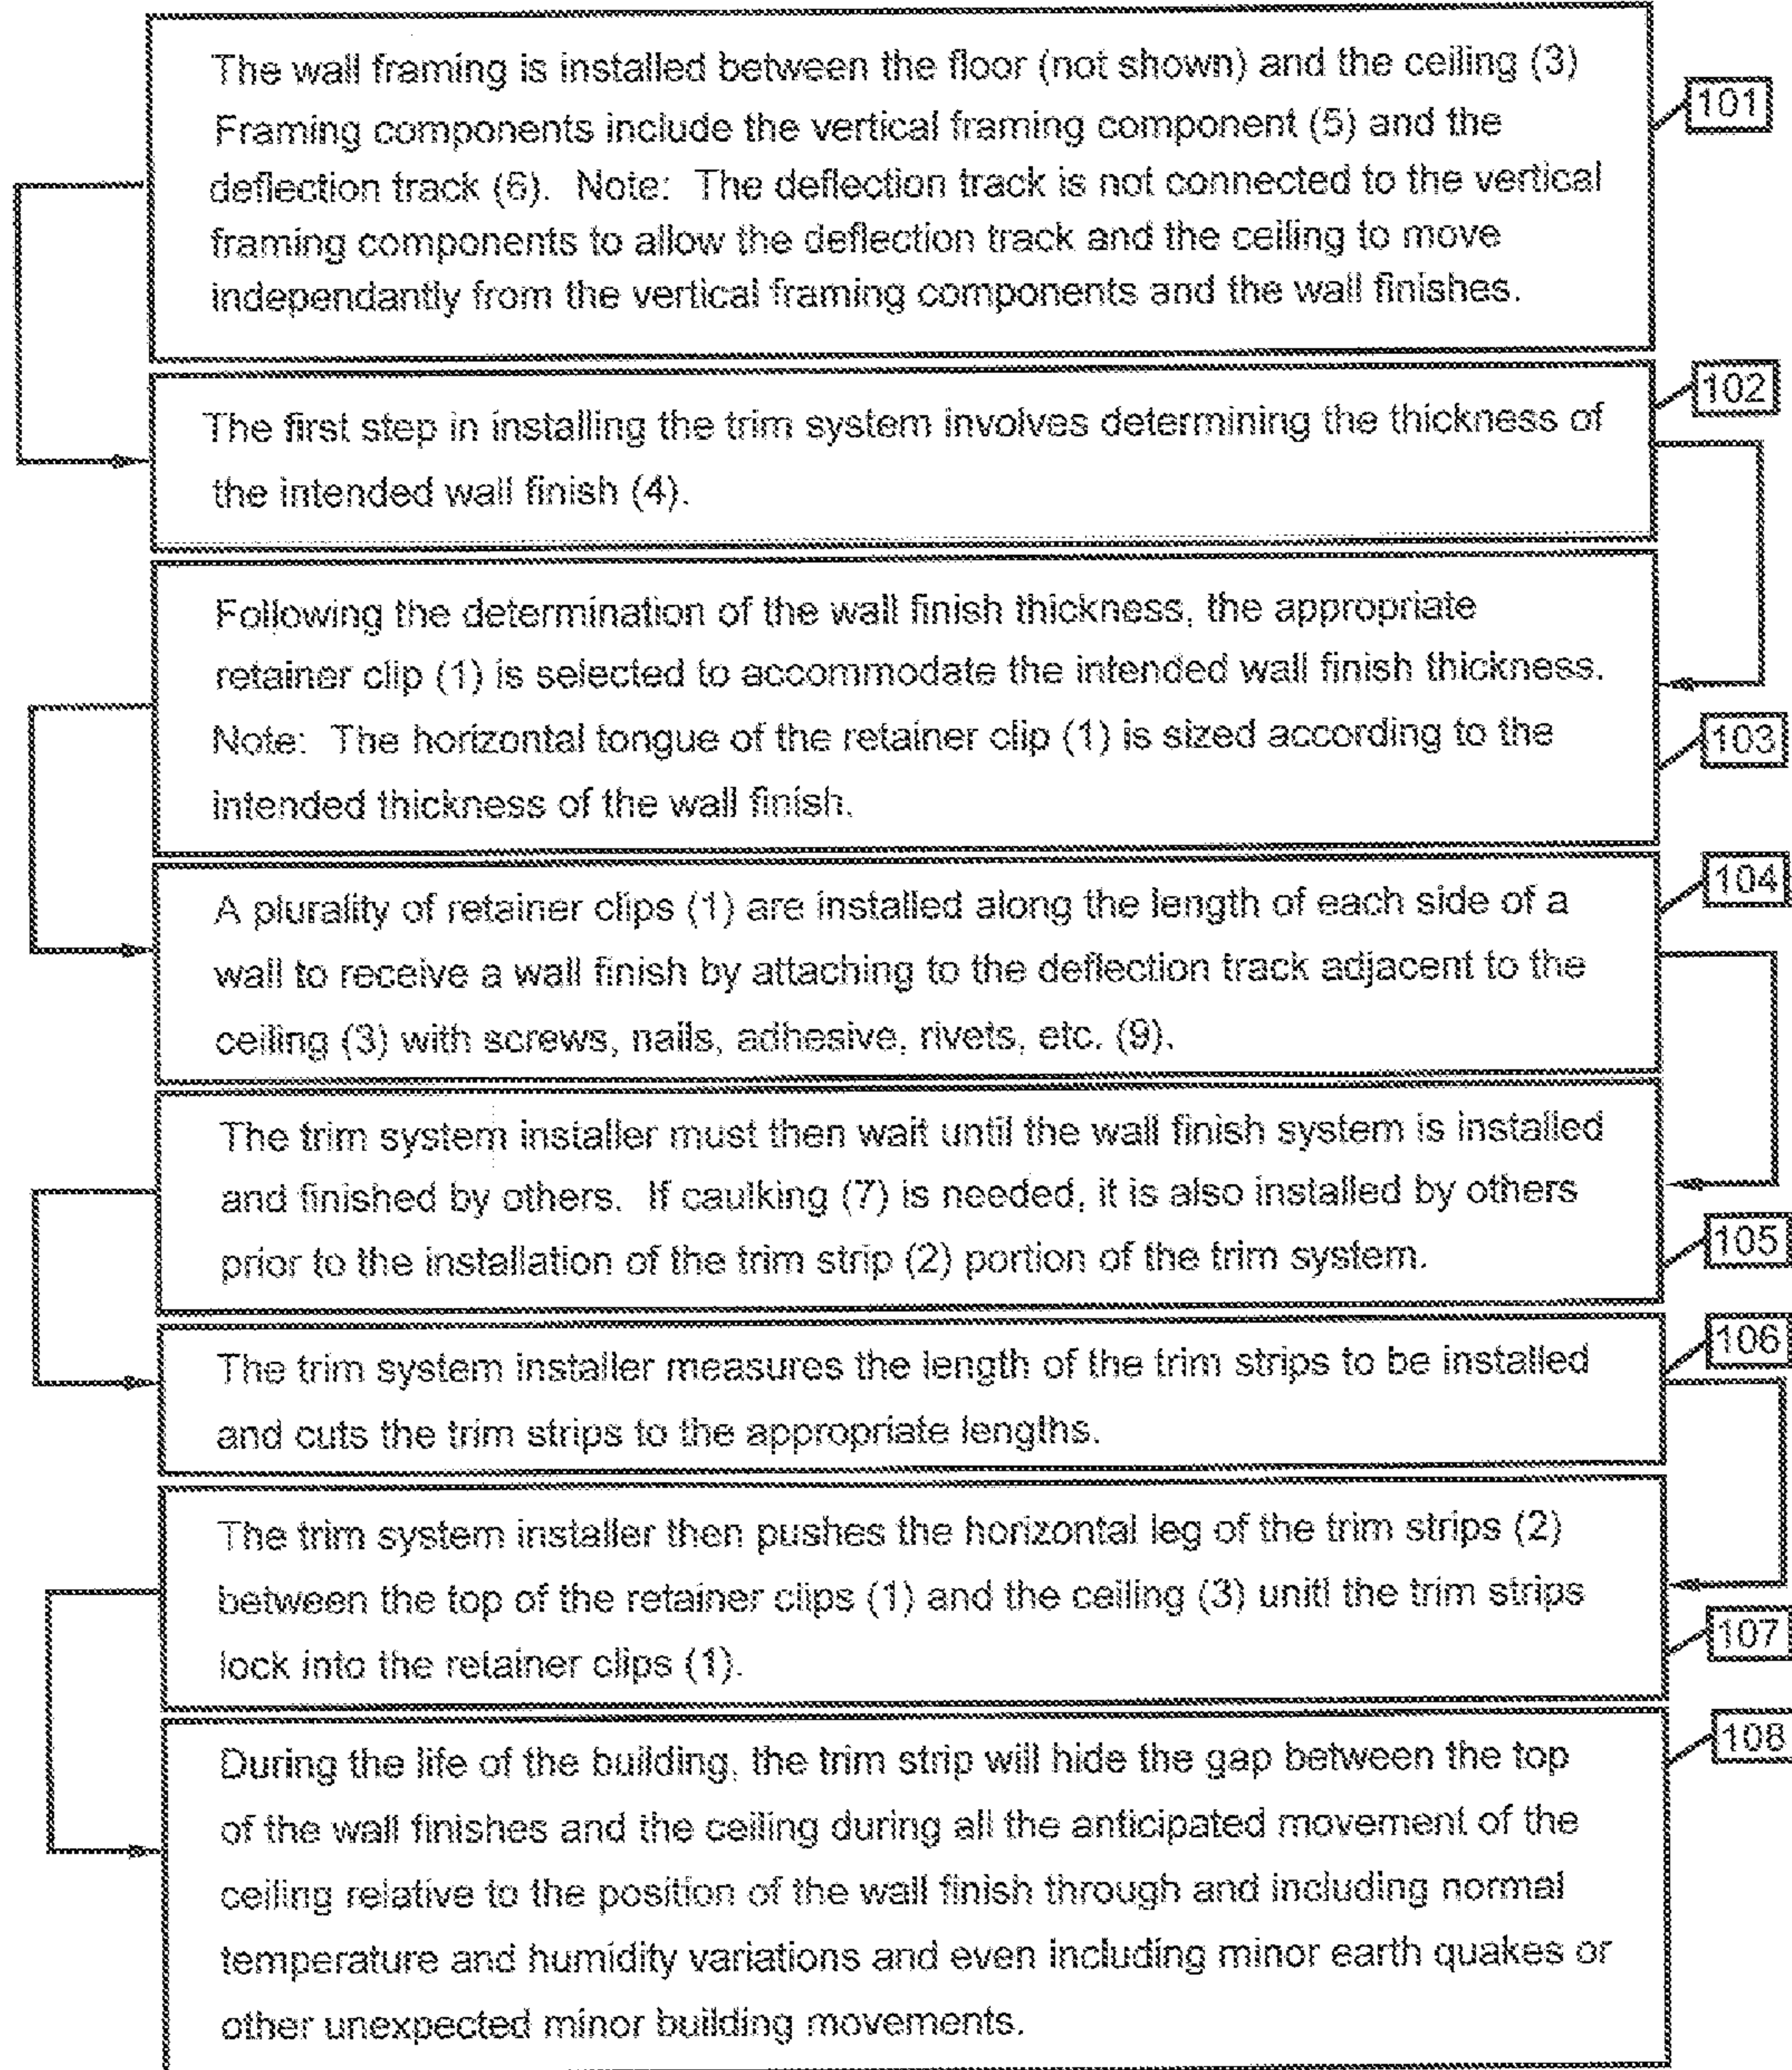 The wall framing is installed between the floor (not shown) and the ceiling (3)
Framing components include the vertical framing component (5) and the
deflection track (6).  Note:  The deflection track is not connected to the vertical
framing components to allow the deflection track and the ceiling to move
independantly from the vertical framing components and the wall finishes.
101
102
The first step in installing the trim system involves determining the thickness of
the intended wall finish (4).
Following the determination of the wall finish thickness, the appropriate
retainer clip (1) is selected to accommodate the intended wall finish thickness.
Note:  The horizontal tongue of the retainer clip (1) is sized according to the
intended thickness of the wall finish.
103
104
A plurality of retainer clips (1) are installed along the length of each side of a
wall to receive a wall finish by attaching to the deflection track adjacent to the
ceiling (3) with screws, nails, adhesive, rivets, etc. (9).
The trim system installer must then wait until the wall finish system is installed
and finished by others.  If caulking (7) is needed, it is also installed by others
prior to the installation of the trim strip (2) portion of the trim system.
105
106
The trim system installer measures the length of the trim strips to be installed
and cuts the trim strips to the appropriate lengths.
The trim system installer then pushes the horizontal leg of the trim strips (2)
between the top of the retainer clips (1) and the ceiling (3) unitl the trim strips
lock into the retainer clips (1).
107
108
During the life of the building, the trim strip will hide the gap between the top
of the wall finishes and the ceiling during all the anticipated movement of the
ceiling relative to the position of the wall finish through and including normal
temperature and humidity variations and even including minor earth quakes or
other unexpected minor building movements.